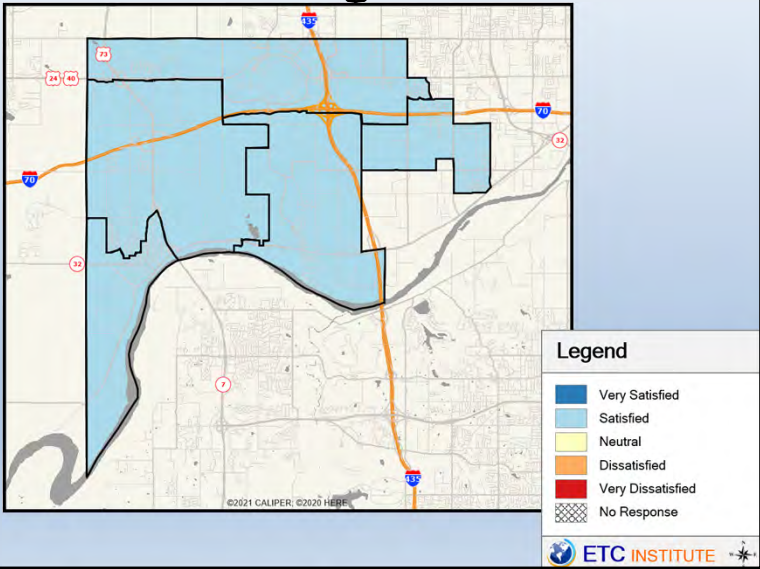 435
73
24 40
70
32
70
32
7
435
©2021 CALIPER; ©2020 HERE
Legend
Very Satisfied
Satisfied
Neutral
Dissatisfied
Very Dissatisfied
No Response
ETC INSTITUTE